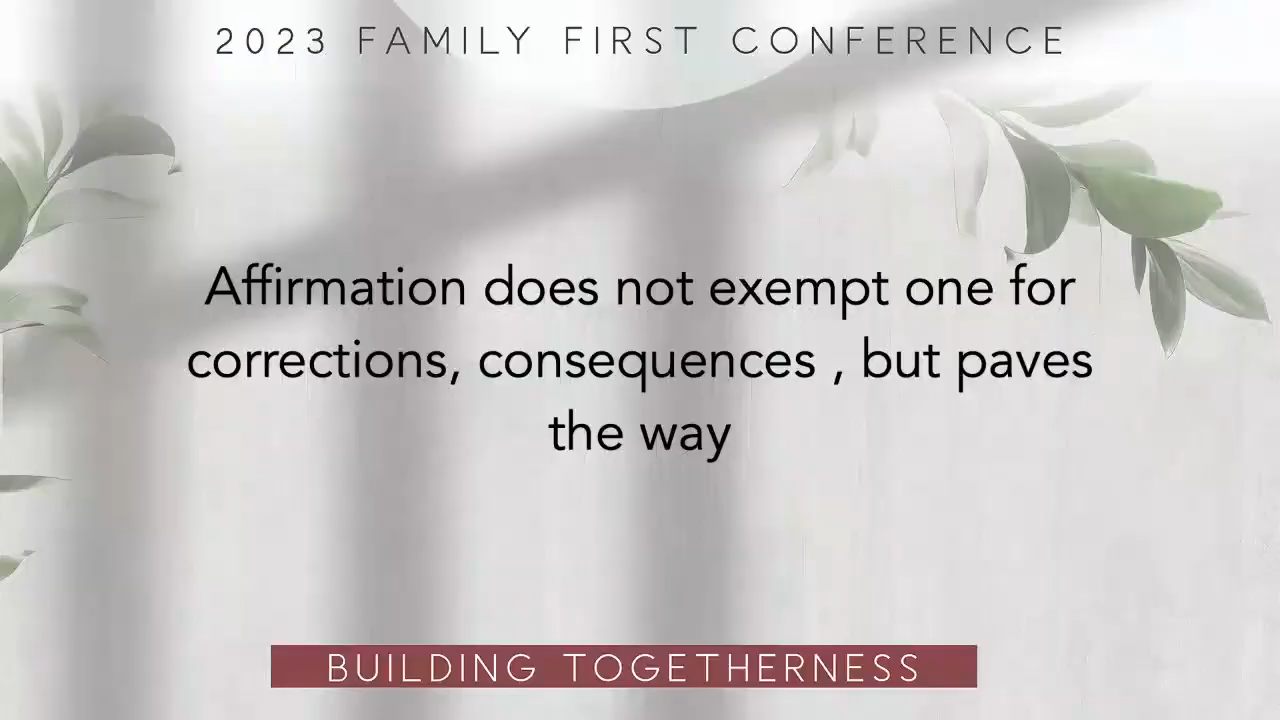 2023 FAMILY FIRST CONFERENCE
Affirmation does not exempt one for
corrections, consequences , but paves
the way
BUILDING TOGETHERNESS